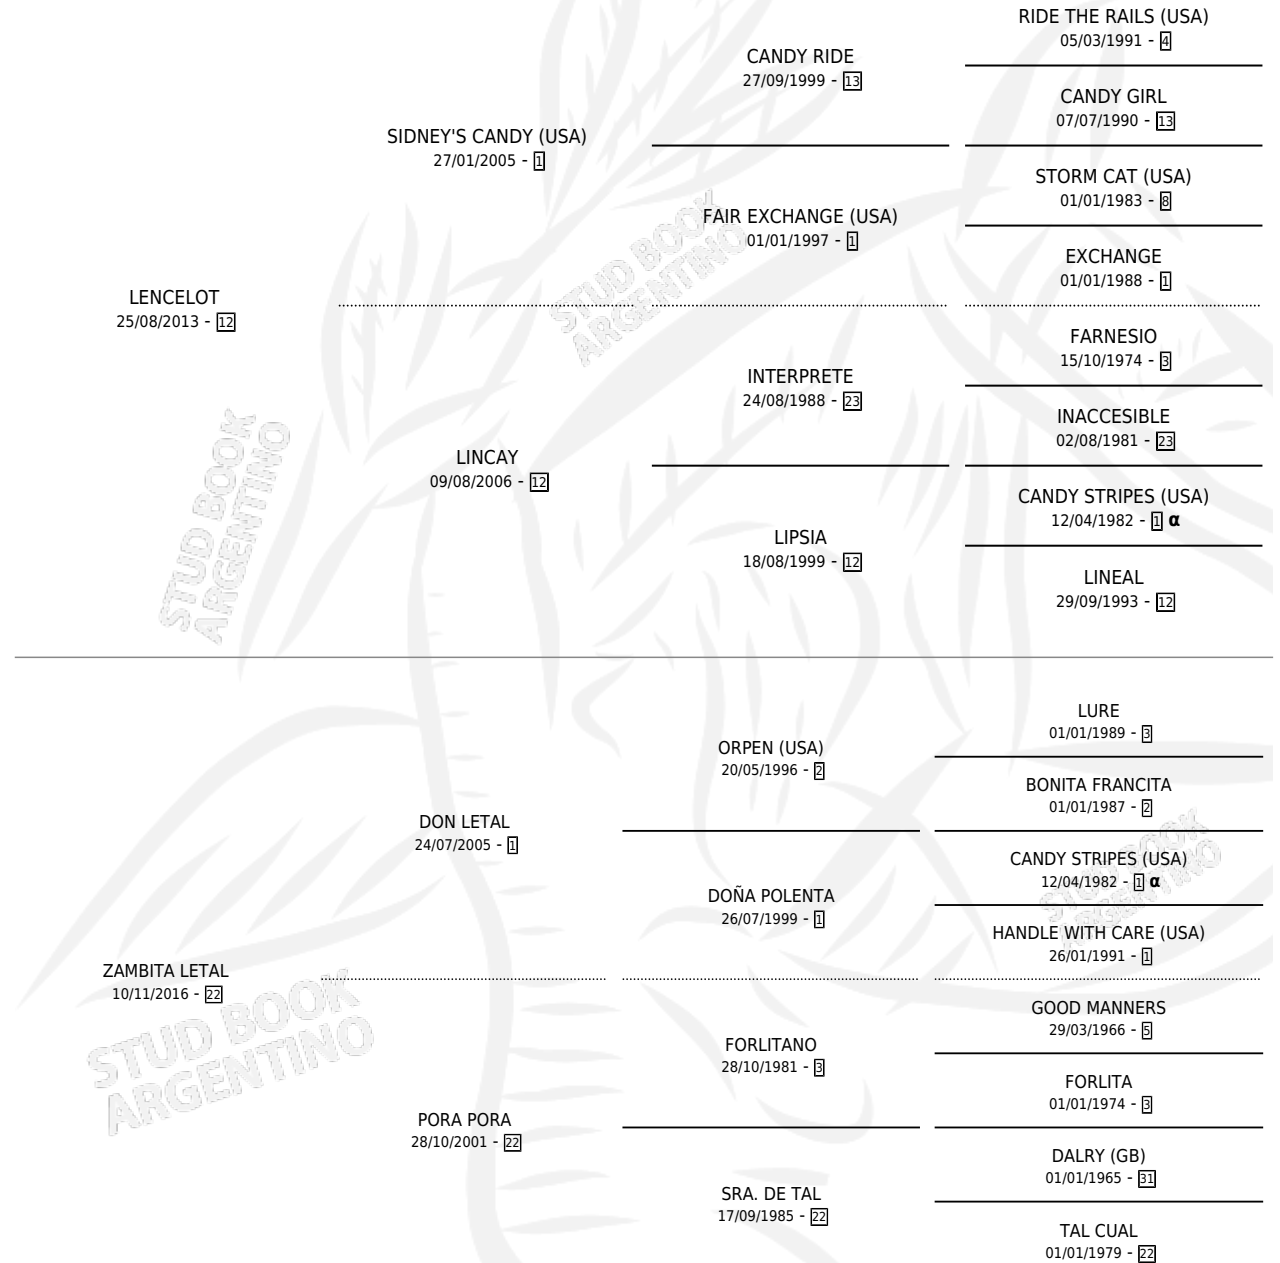 RIDE THE RAILS (USA)
05/03/1991 - 4
CANDY RIDE
27/09/1999 - 13
CANDY GIRL
07/07/1990 - 13
SIDNEY'S CANDY (USA)
27/01/2005 - 1
STORM CAT (USA)
01/01/1983 - 8
FAIR EXCHANGE (USA)
01/01/1997 - 1
EXCHANGE
01/01/1988 - 1
LENCELOT
25/08/2013 - 12
FARNESIO
15/10/1974 - 3
INTERPRETE
24/08/1988 - 23
INACCESIBLE
02/08/1981 - 23
LINCAY
09/08/2006 - 12
CANDY STRIPES (USA)
12/04/1982 - 1 α
LIPSIA
18/08/1999 - 12
LINEAL
29/09/1993 - 12
LURE
01/01/1989 - 3
ORPEN (USA)
20/05/1996 - 2
BONITA FRANCITA
01/01/1987 - 2
DON LETAL
24/07/2005 - 1
CANDY STRIPES (USA)
12/04/1982 - 1 α
DOÑA POLENTA
26/07/1999 - 1
HANDLE WITH CARE (USA)
26/01/1991 - 1
ZAMBITA LETAL
10/11/2016 - 22
GOOD MANNERS
29/03/1966 - 5
FORLITANO
28/10/1981 - 3
FORLITA
01/01/1974 - 3
PORA PORA
28/10/2001 - 22
DALRY (GB)
01/01/1965 - 31
SRA. DE TAL
17/09/1985 - 22
TAL CUAL
01/01/1979 - 22
STUD BOOK
ARGENTINO
STUD BOOK
ARGENTINO
STUD BOOK
ARGENTINO
STUD BOOK
ARGENTINO